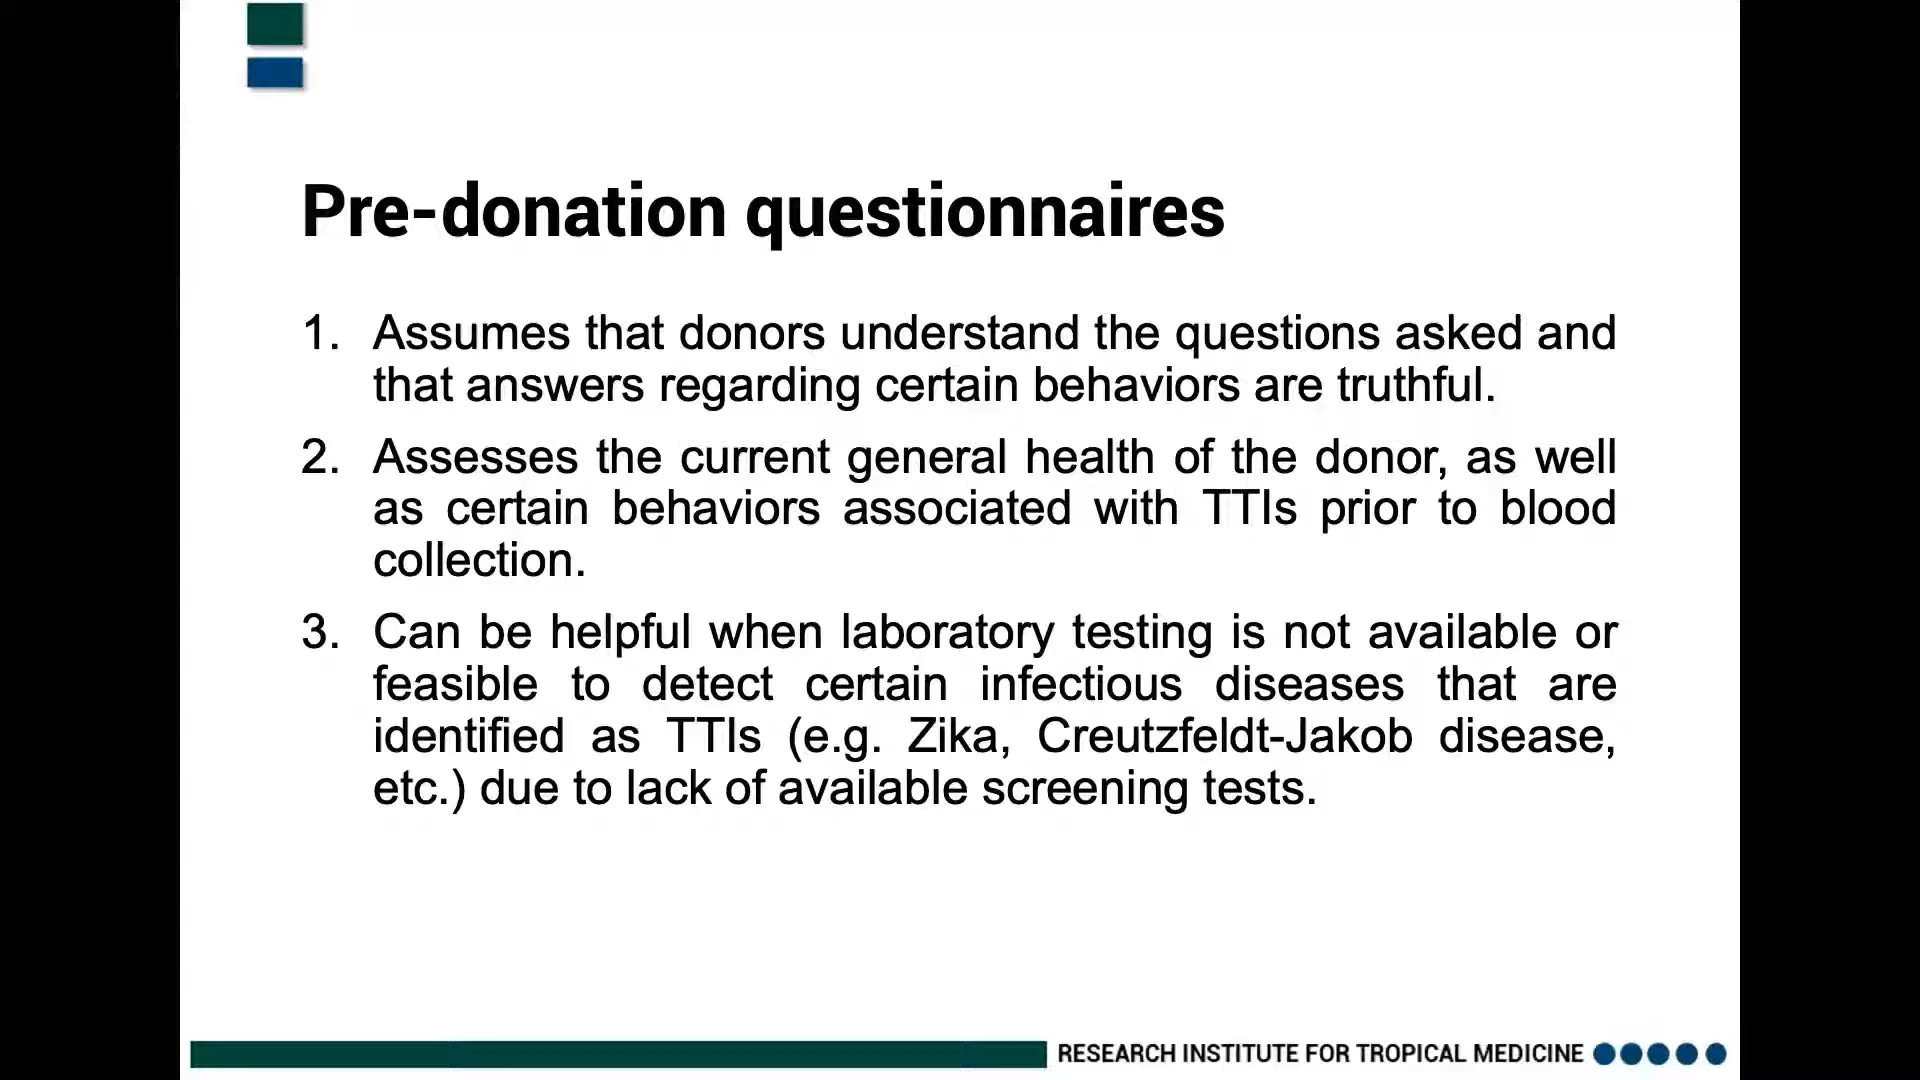 Pre-donation questionnaires
1. Assumes that donors understand the questions asked and
that answers regarding certain behaviors are truthful.
2. Assesses the current general health of the donor, as well
as certain behaviors associated with TTIs prior to blood
collection.
3. Can be helpful when laboratory testing is not available or
feasible to detect certain infectious diseases that are
identified as TTIs (e.g. Zika, Creutzfeldt-Jakob disease,
etc.) due to lack of available screening tests.
RESEARCH INSTITUTE FOR TROPICAL MEDICINE